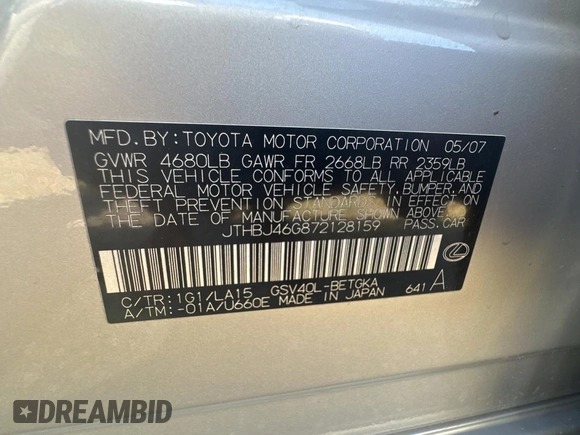 MFD. BY: TOYOTA MOTOR CORPORATION 05/07
GVWR 4680LB GAWR FR 2668LB RR 2359LB
THIS VEHICLE CONFORMS TO ALL APPLICABLE
FEDERAL MOTOR VEHICLE SAFETY, BUMPER, AND
THEFT PREVENTION STANDARDS IN EFFECT ON
THE DATE OF MANUFACTURE SHOWN ABOVE.
JTHBJ46G872128159 PASS. CAR
C/TR: 1G1/LA15 GSV40L-BETGKA 641 A
A/TM: -01A/U660E MADE IN JAPAN
DREAMBID